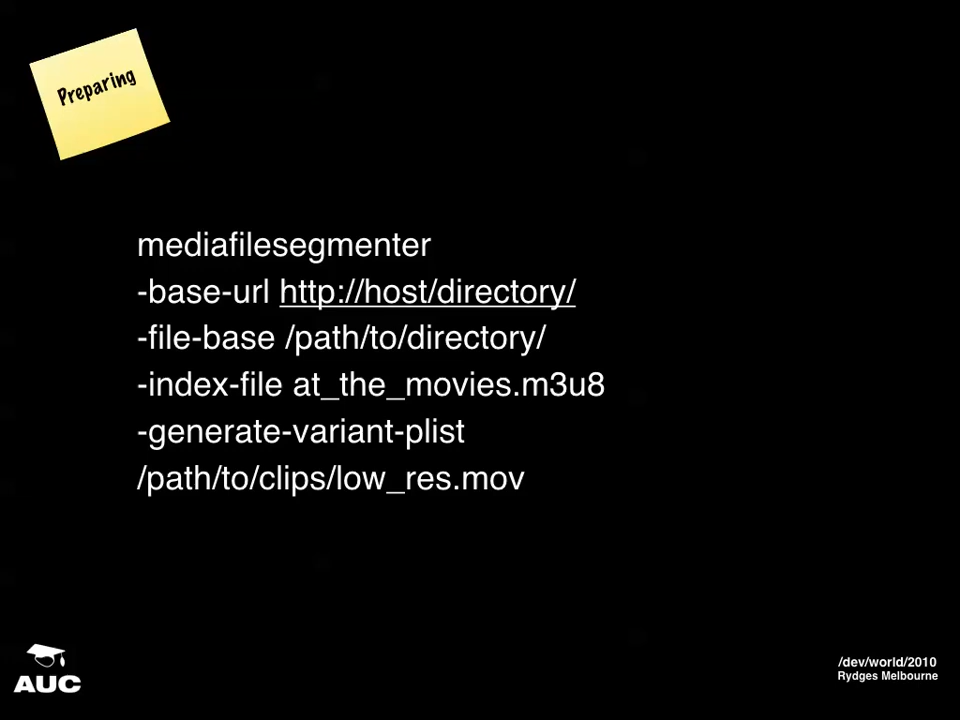 Preparing
mediafilesegmenter
-base-url http://host/directory/
-file-base /path/to/directory/
-index-file at_the_movies.m3u8
-generate-variant-plist
/path/to/clips/low_res.mov
AUC
/dev/world/2010
Rydges Melbourne